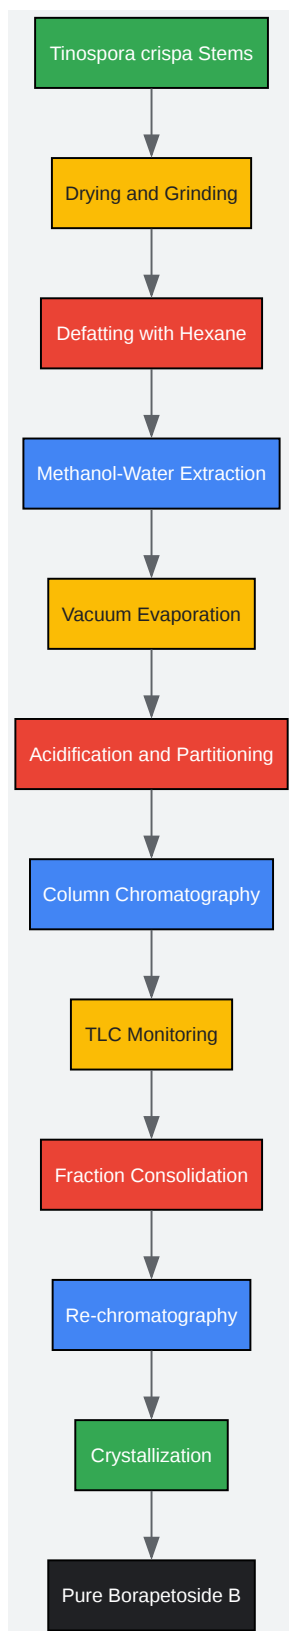 Tinospora crispa Stems
Drying and Grinding
Defatting with Hexane
Methanol-Water Extraction
Vacuum Evaporation
Acidification and Partitioning
Column Chromatography
TLC Monitoring
Fraction Consolidation
Re-chromatography
Crystallization
Pure Borapetoside B